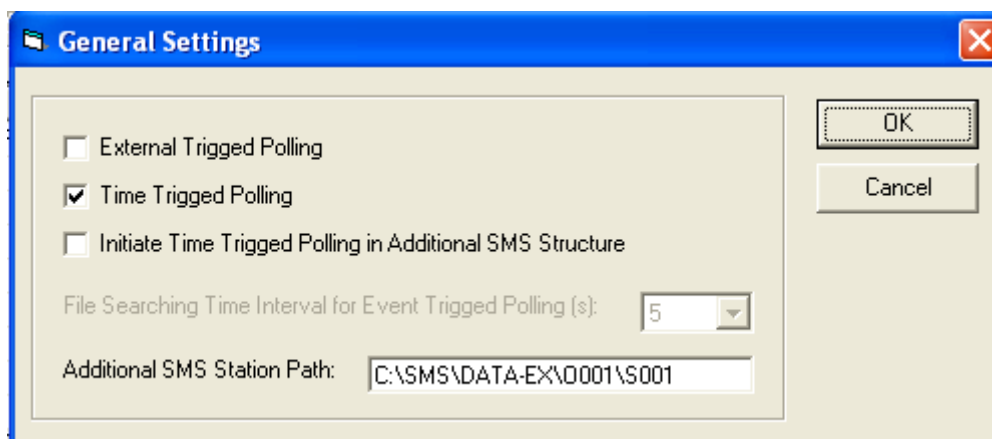 General Settings
External Trigged Polling
OK
Time Trigged Polling
Cancel
Initiate Time Trigged Polling in Additional SMS Structure
File Searching Time Interval for Event Trigged Polling (s):
5
Additional SMS Station Path:
C:\SMS\DATA-EX\O001\S001